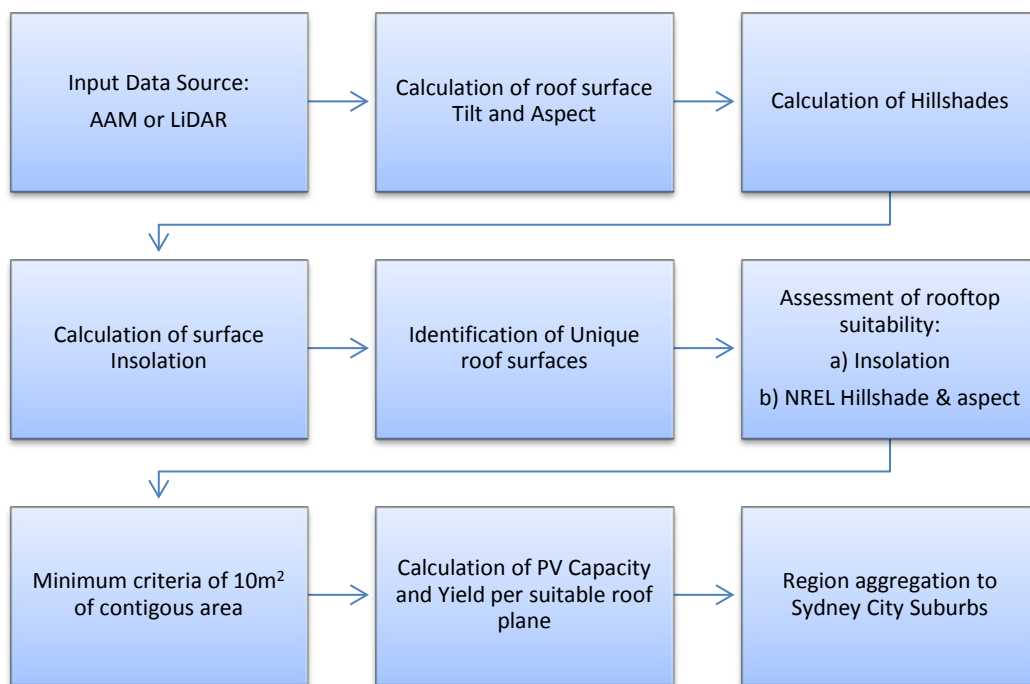 Input Data Source:
AAM or LiDAR
Calculation of roof surface
Tilt and Aspect
Calculation of Hillshades
Calculation of surface
Insolation
Identification of Unique
roof surfaces
Assessment of rooftop
suitability:
a) Insolation
b) NREL Hillshade & aspect
Minimum criteria of 10m²
of contigous area
Calculation of PV Capacity
and Yield per suitable roof
plane
Region aggregation to
Sydney City Suburbs